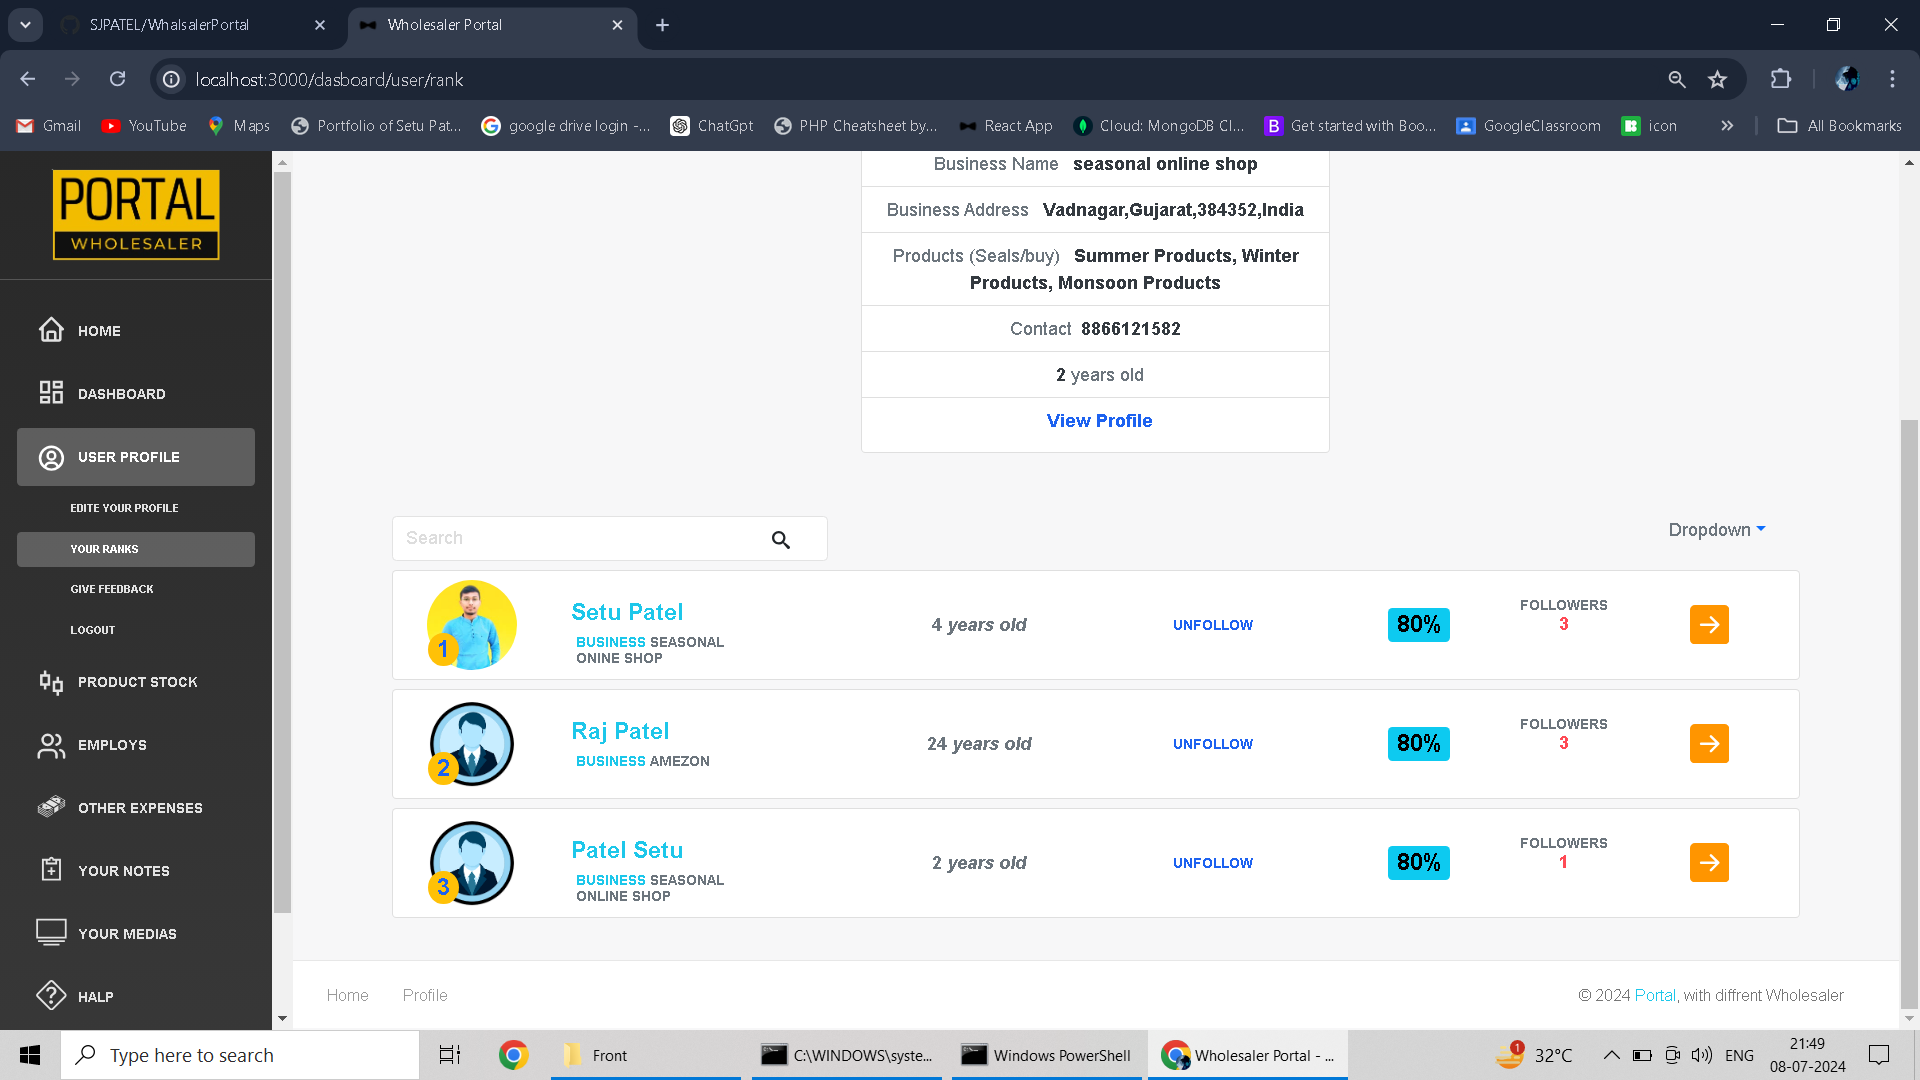 SJPATEL/WhalsalerPortal
Wholesaler Portal
localhost:3000/dasboard/user/rank
Gmail
YouTube
Maps
Portfolio of Setu Pat...
google drive login -...
ChatGpt
PHP Cheatsheet by...
React App
Cloud: MongoDB Cl...
B
Get started with Boo...
GoogleClassroom
icon
All Bookmarks
PORTAL
WHOLESALER
HOME
DASHBOARD
USER PROFILE
EDITE YOUR PROFILE
YOUR RANKS
GIVE FEEDBACK
LOGOUT
PRODUCT STOCK
EMPLOYS
OTHER EXPENSES
YOUR NOTES
YOUR MEDIAS
HALP
Business Name seasonal online shop
Business Address Vadnagar,Gujarat,384352,India
Products (Seals/buy) Summer Products, Winter
Products, Monsoon Products
Contact 8866121582
2 years old
View Profile
Search
Dropdown
1
Setu Patel
BUSINESS SEASONAL
ONINE SHOP
4 years old
UNFOLLOW
80%
FOLLOWERS
3
2
Raj Patel
BUSINESS AMEZON
24 years old
UNFOLLOW
80%
FOLLOWERS
3
3
Patel Setu
BUSINESS SEASONAL
ONLINE SHOP
2 years old
UNFOLLOW
80%
FOLLOWERS
1
Home
Profile
© 2024 Portal, with diffrent Wholesaler
Type here to search
Front
C:\WINDOWS\syste...
Windows PowerShell
Wholesaler Portal - ...
1
32°C
ENG
21:49
08-07-2024